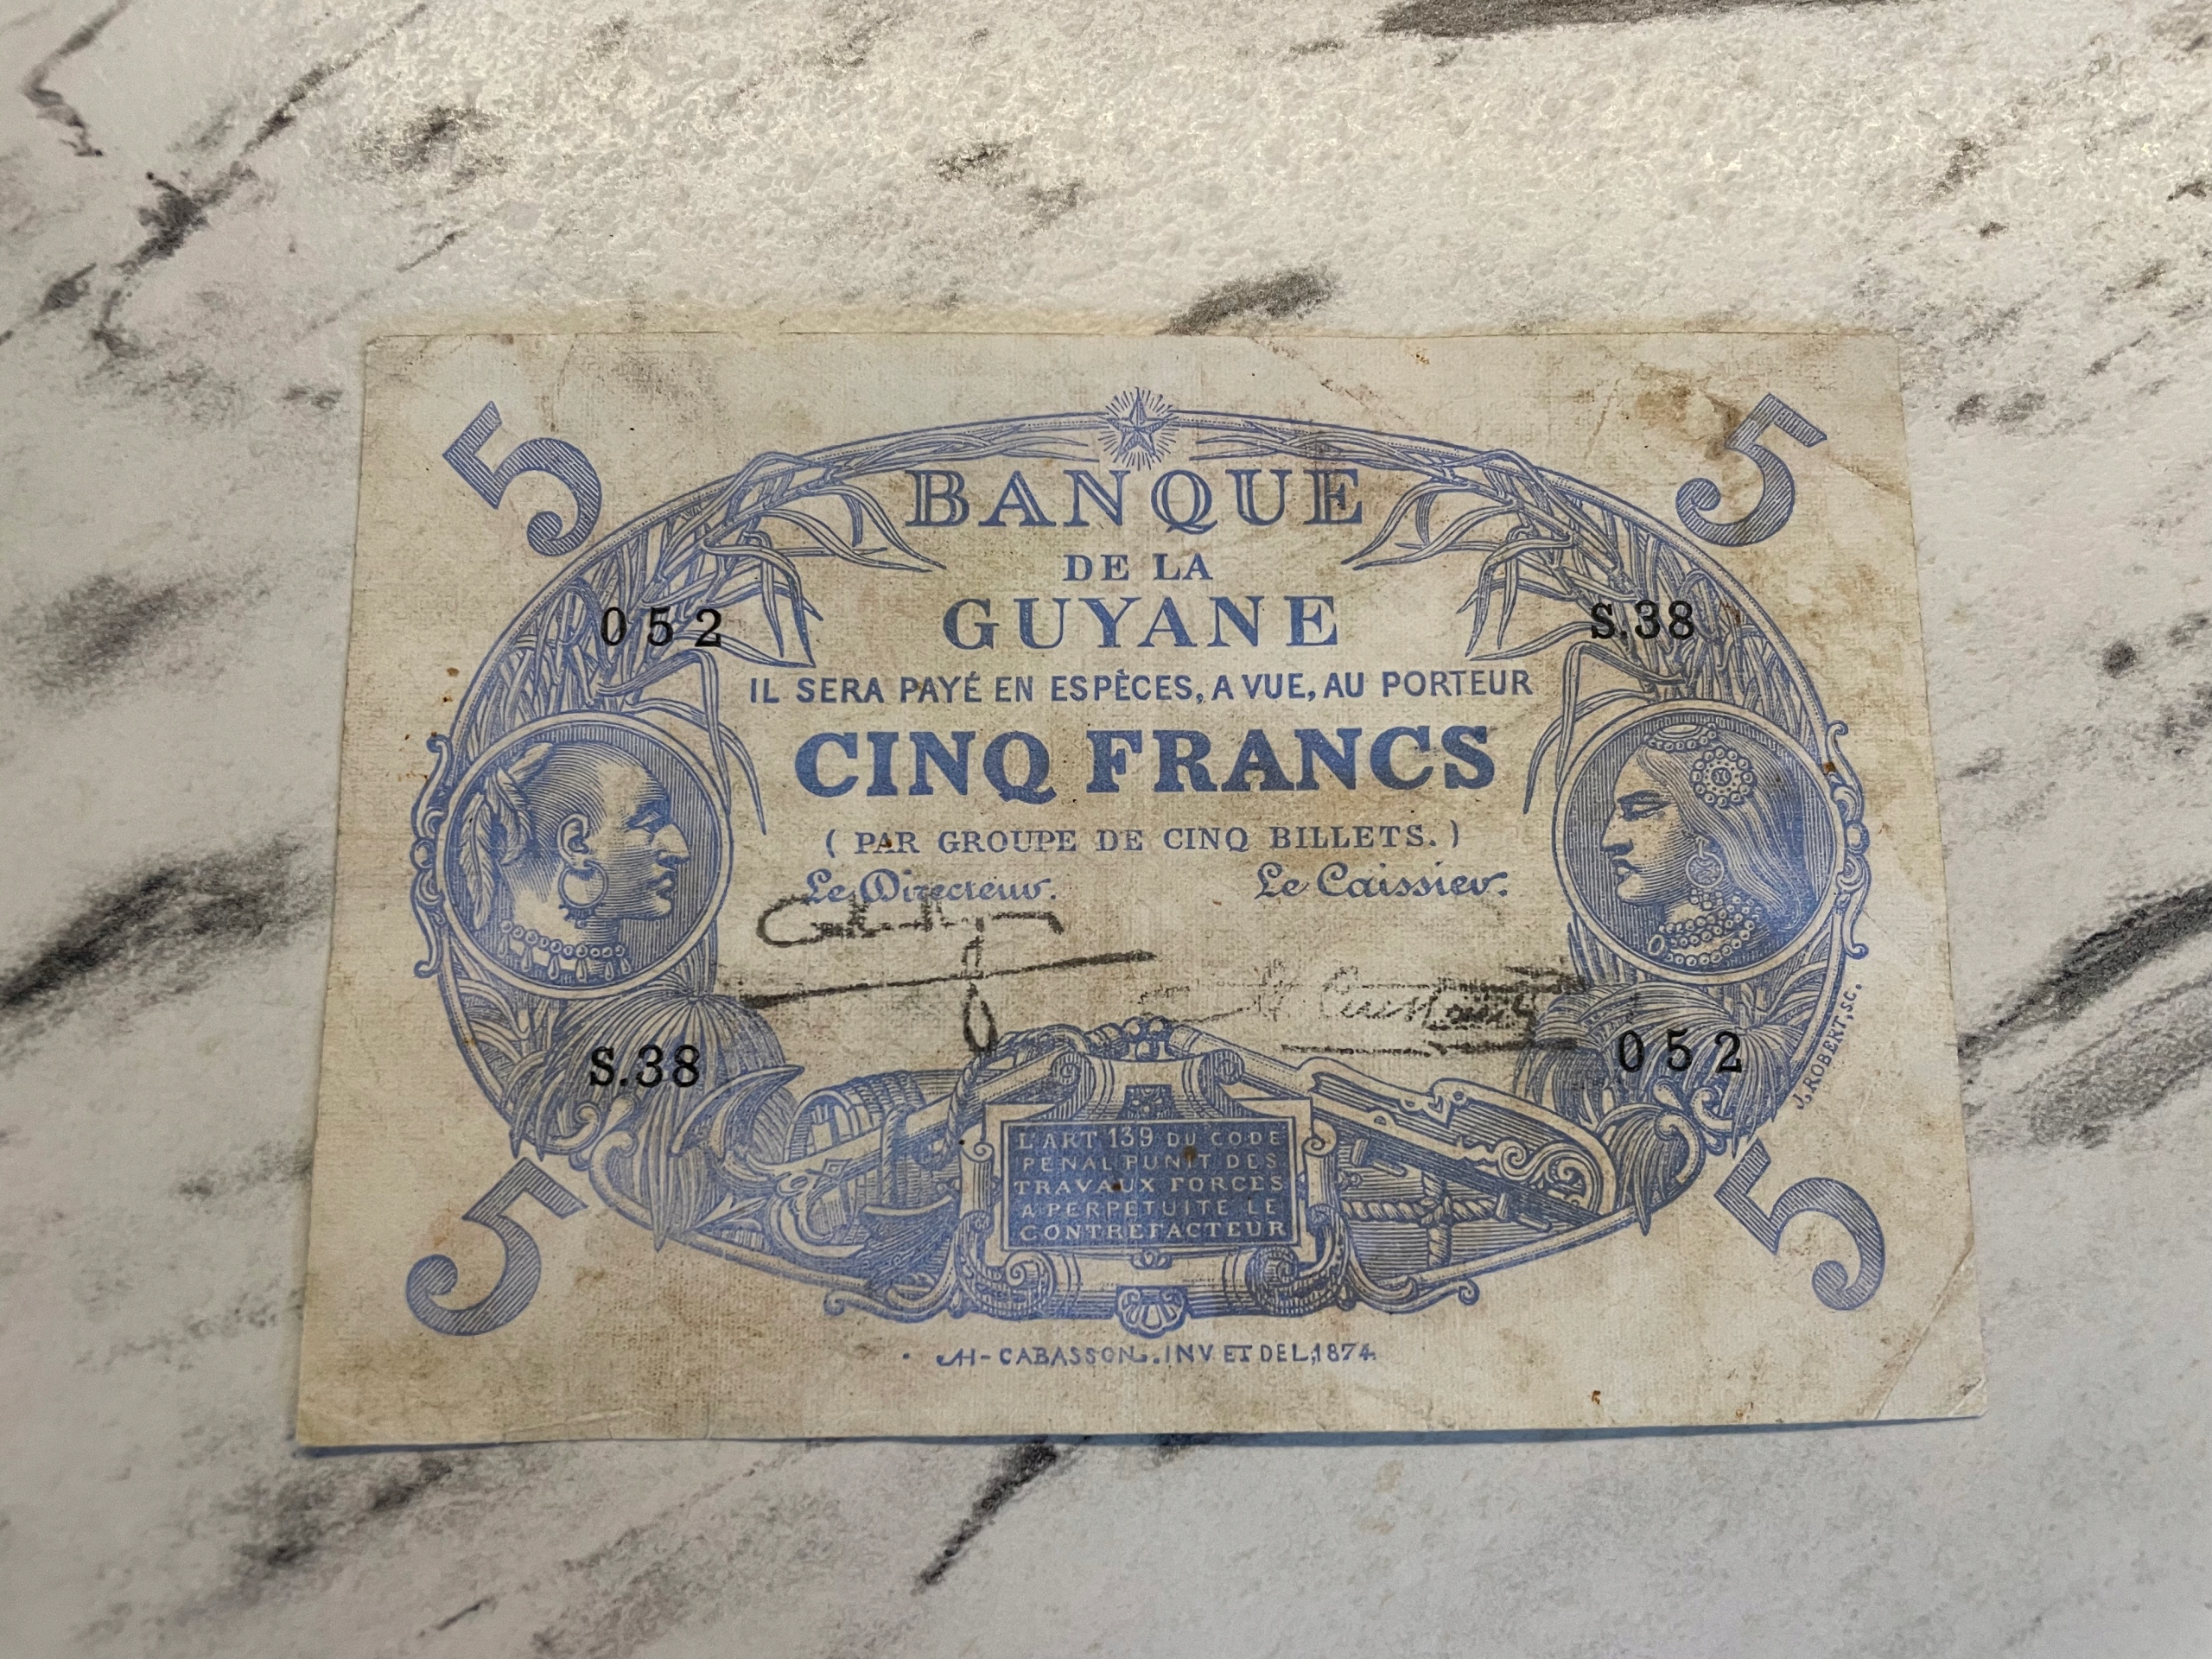 5
5
BANQUE
DE LA
GUYANE
052
S.38
IL SERA PAYÉ EN ESPÈCES, A VUE, AU PORTEUR
CINQ FRANCS
( PAR GROUPE DE CINQ BILLETS. )
Le Directeur.
Le Caissier.
S.38
052
J. ROBERT, SC.
L'ART 139 DU CODE
PENAL PUNIT DES
TRAVAUX FORCES
A PERPETUITE LE
CONTREFACTEUR
5
5
H-CABASSON. INV ET DEL, 1874.